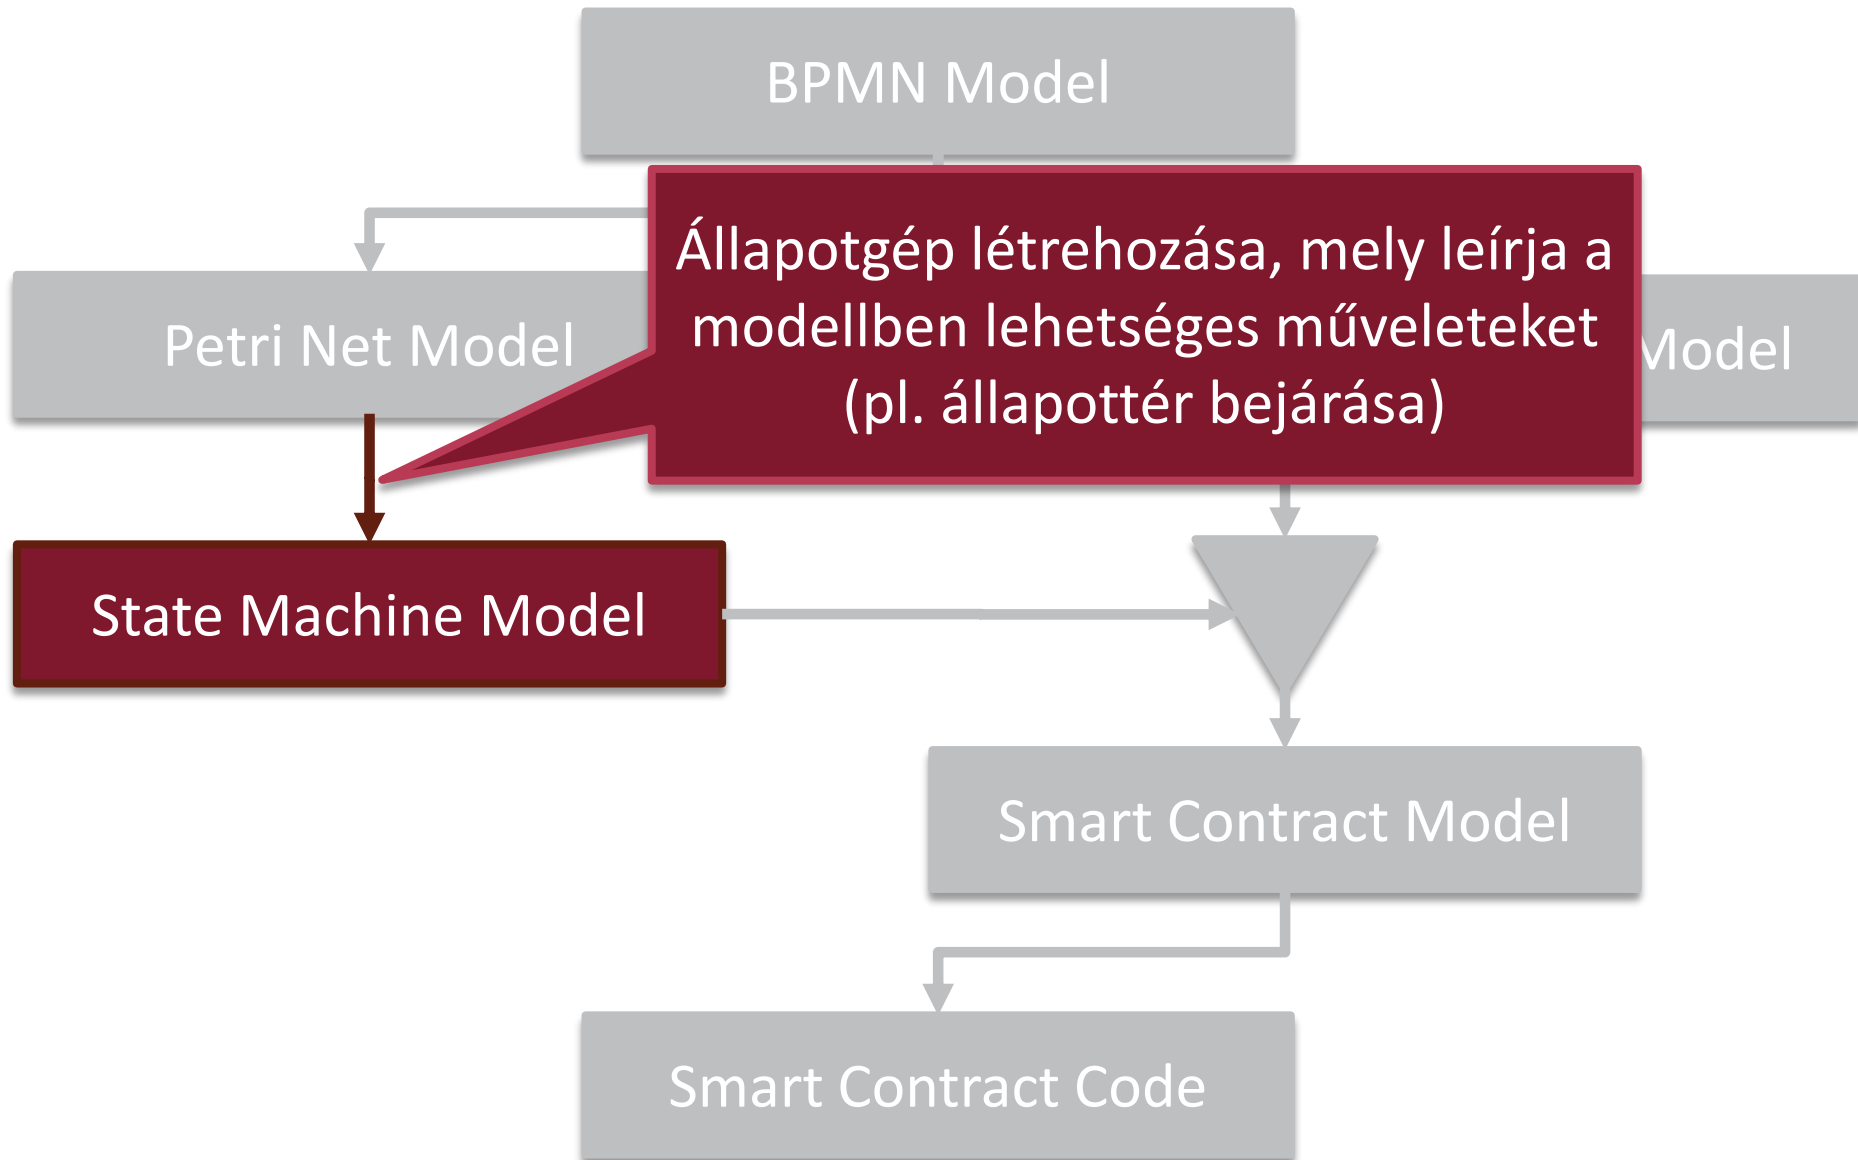 BPMN Model
Állapotgép létrehozása, mely leírja a
modellben lehetséges műveleteket
(pl. állapottér bejárása)
Petri Net Model
Model
State Machine Model
Smart Contract Model
Smart Contract Code